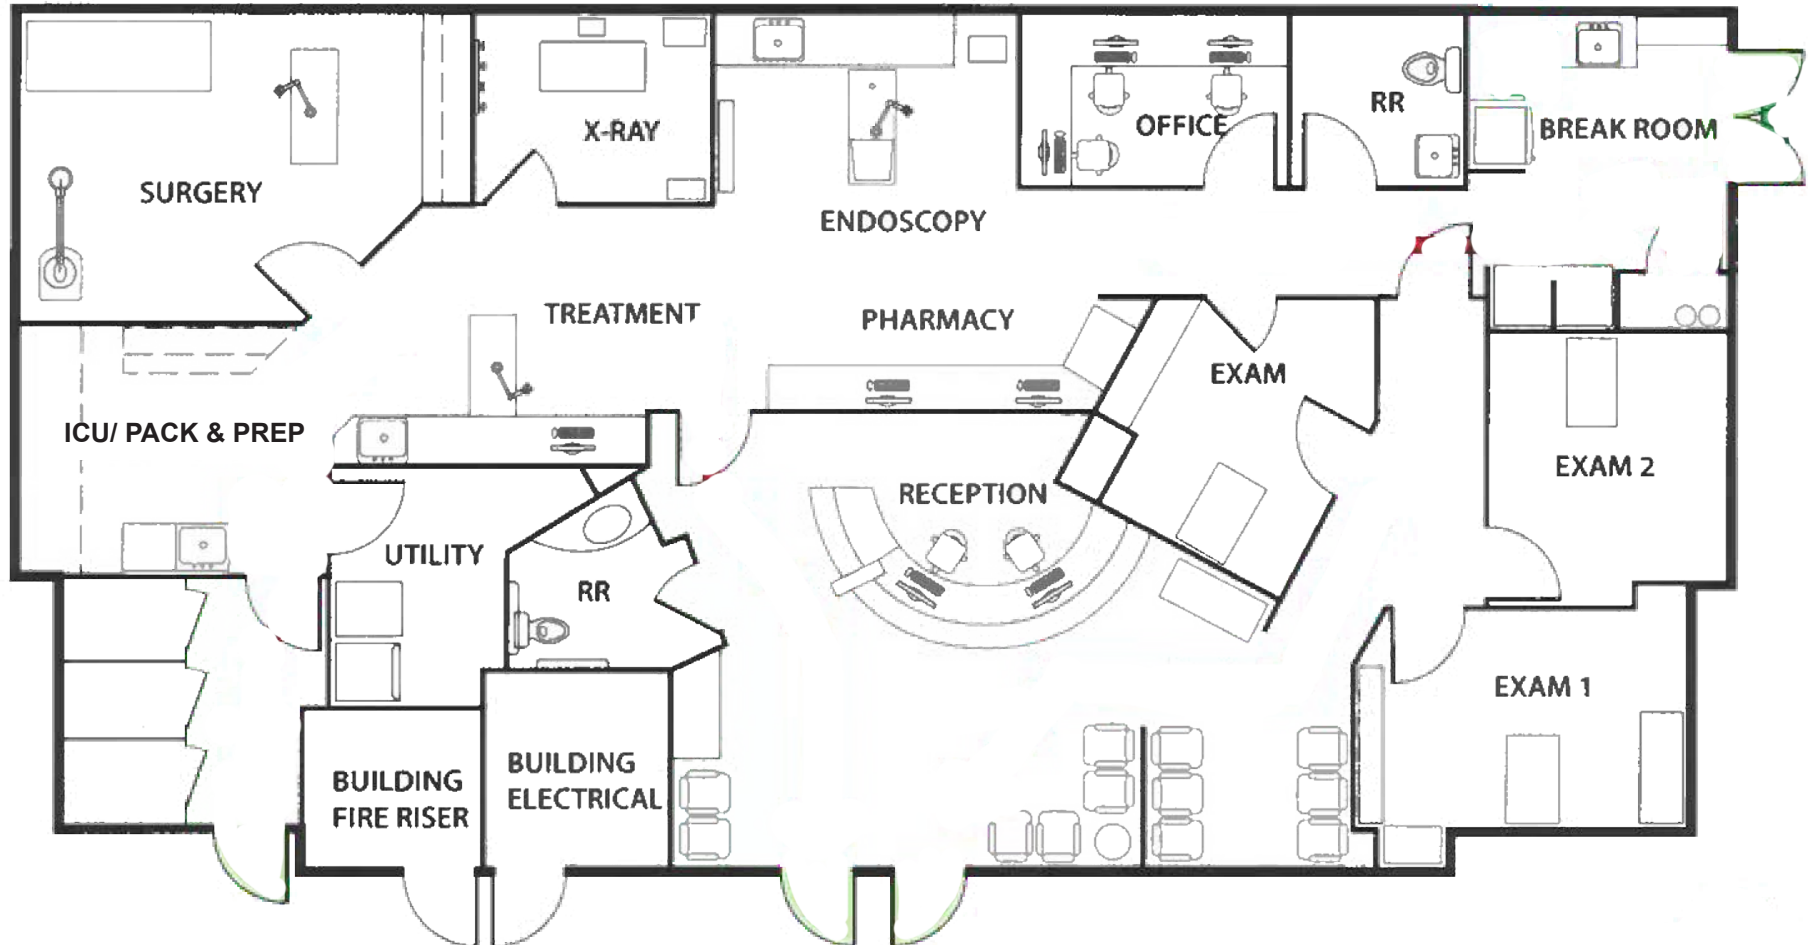 X-RAY
RR
OFFICE
BREAK ROOM
SURGERY
ENDOSCOPY
TREATMENT
PHARMACY
EXAM
ICU/ PACK & PREP
EXAM 2
RECEPTION
UTILITY
RR
EXAM 1
BUILDING
FIRE RISER
BUILDING
ELECTRICAL